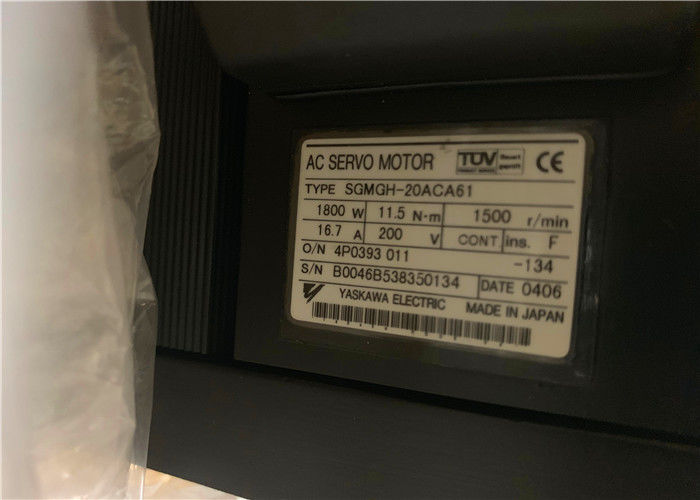 AC SERVO MOTOR TÜV CE
TYPE SGMGH-20ACA61
1800 W 11.5 N·m 1500 r/min
16.7 A 200 V CONT ins. F
O/N 4P0393 011 -134
S/N B0046B538350134 DATE 0406
YASKAWA ELECTRIC MADE IN JAPAN